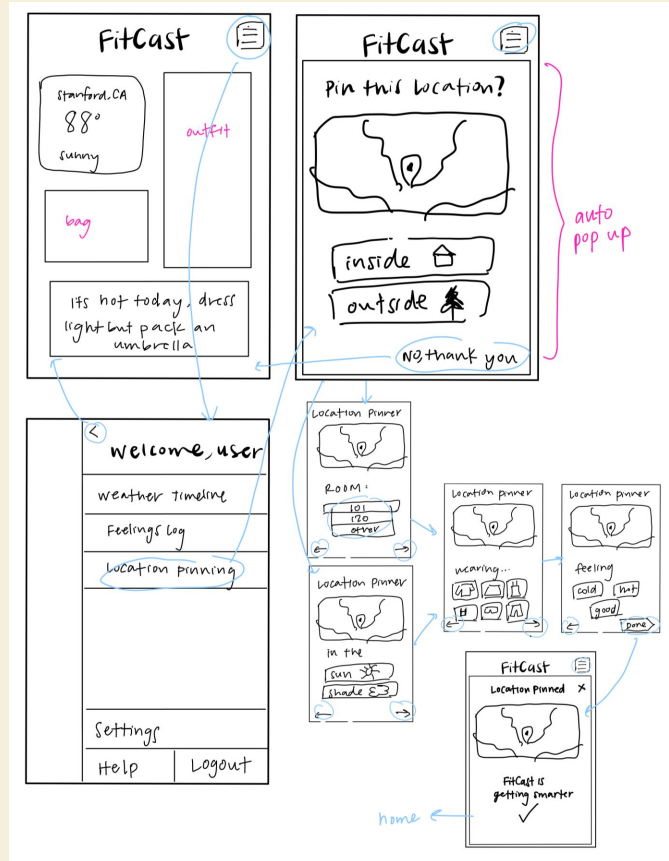 FitCast
Stanford, CA
88°
sunny
outfit
bag
It's hot today, dress
light but pack an
umbrella
FitCast
Pin this location?
inside
outside
No, thank you
auto
pop up
<
Welcome, user
Weather Timeline
Feelings Log
Location pinning
Settings
Help
Logout
Location Pinner
ROOM:
101
120
other
Location Pinner
in the
sun
shade
Location pinner
wearing...
Location pinner
feeling
cold
hot
good
Done
FitCast
Location Pinned X
FitCast is
getting smarter
home